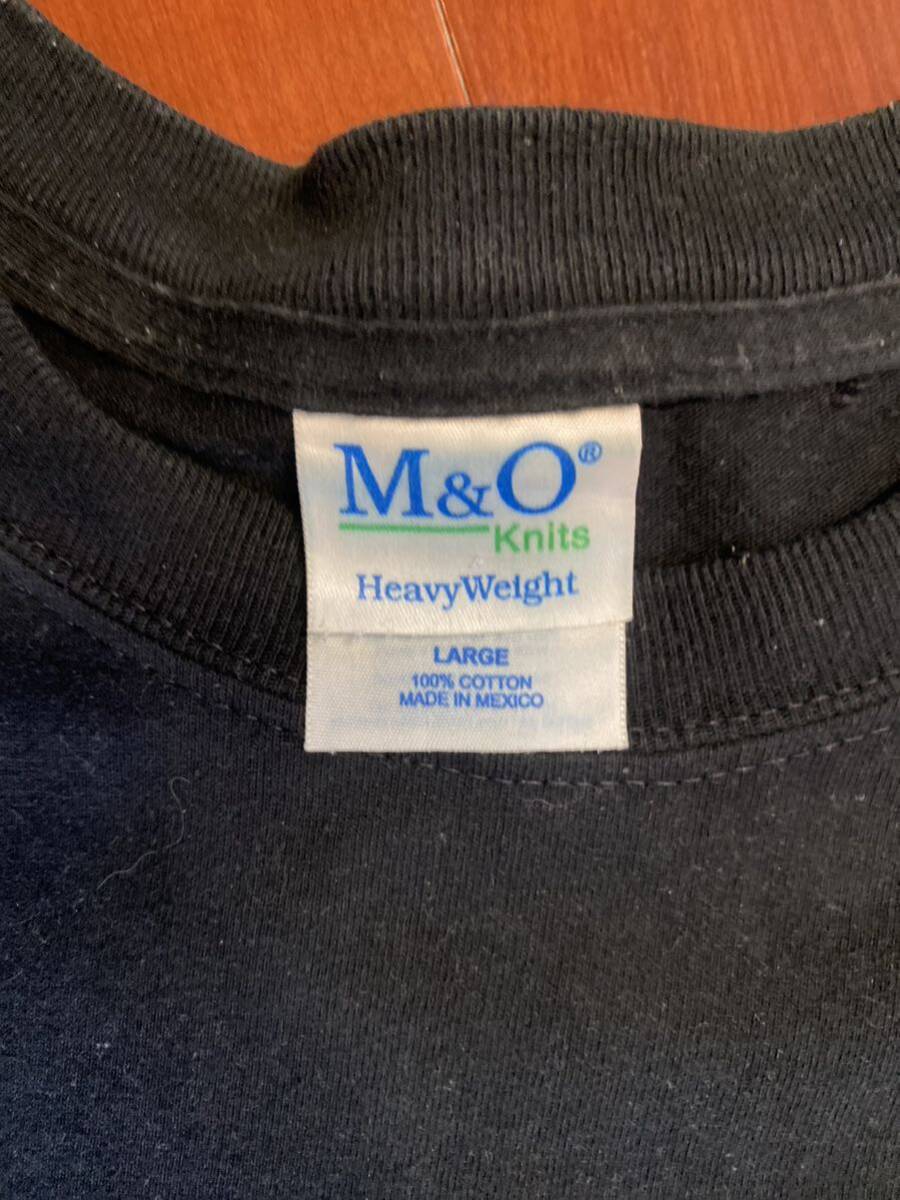 M&O®
Knits
HeavyWeight
LARGE
100% COTTON
MADE IN MEXICO